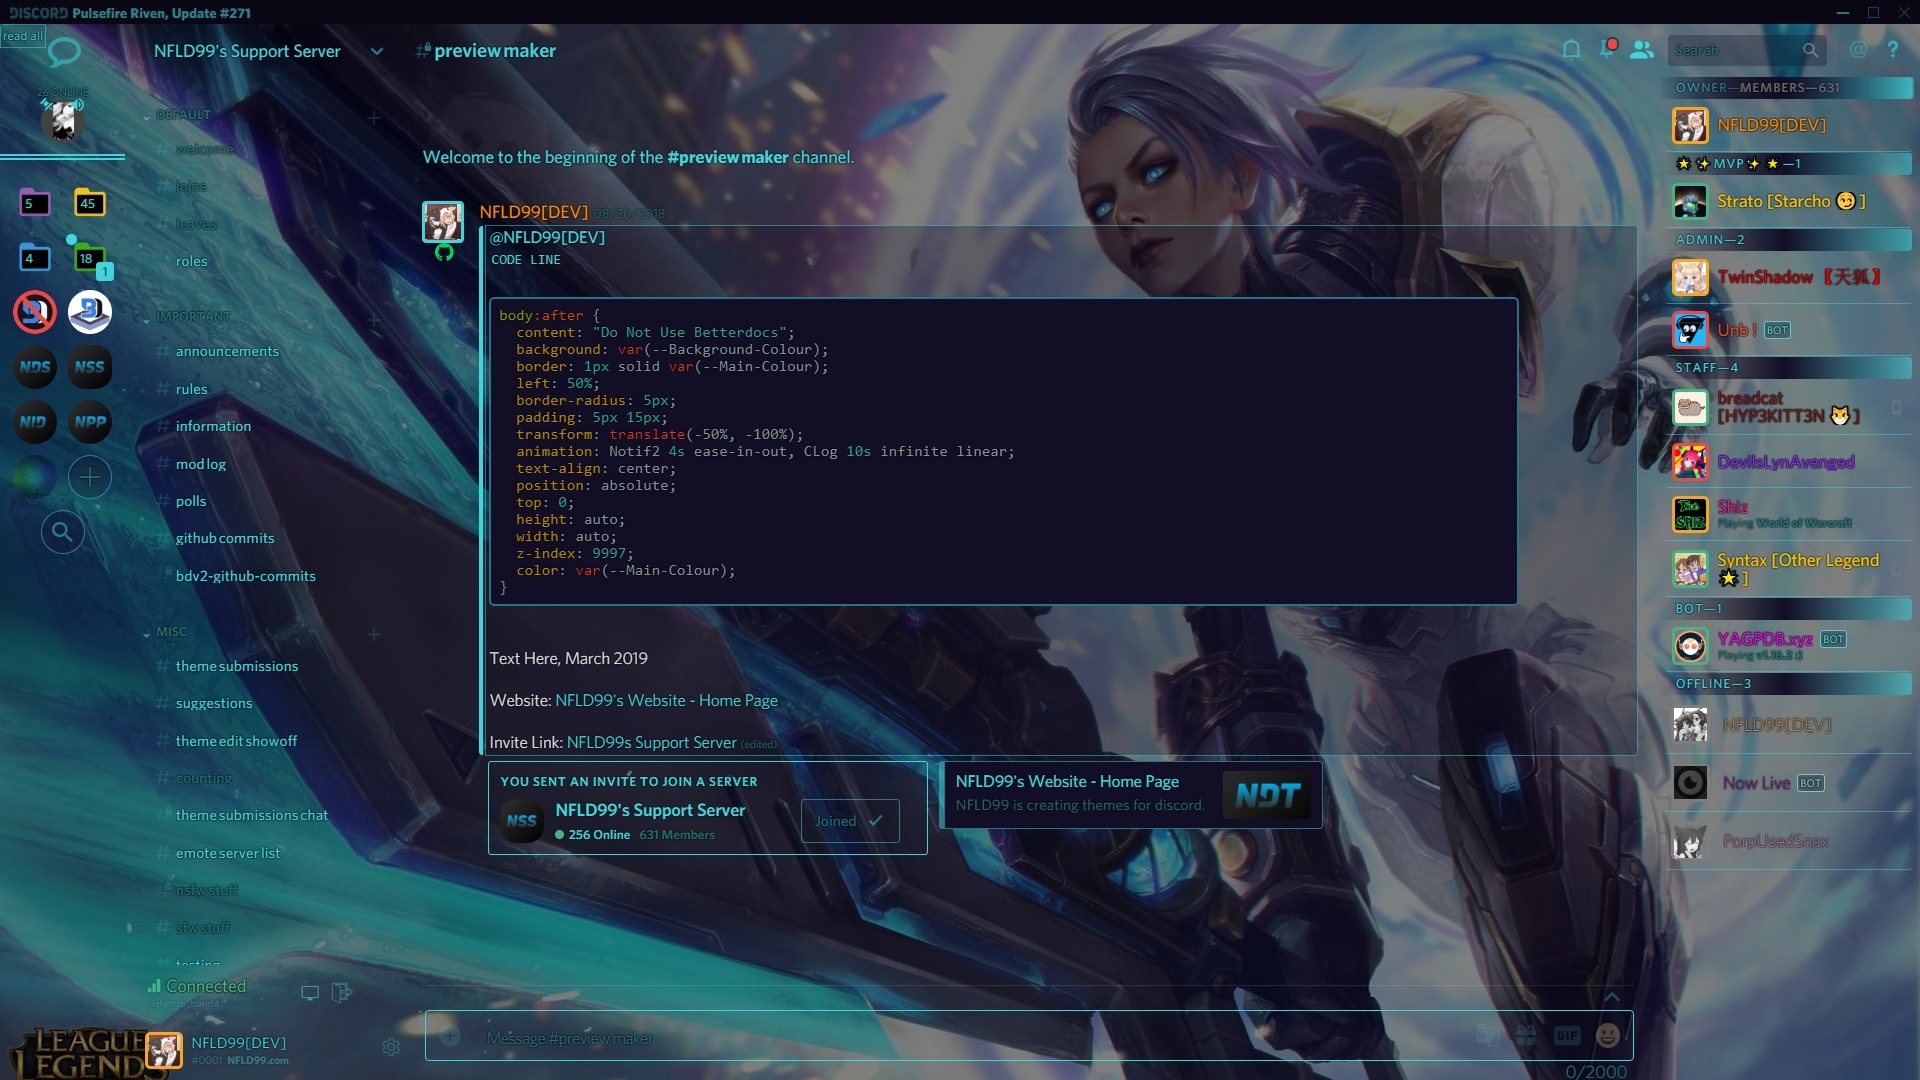 DISCORD Pulsefire Riven, Update #271
read all
26 ONLINE
5
45
4
18
1
NDS
NSS
NID
NPP
NFLD99's Support Server
DEFAULT
welcome
joins
leaves
roles
IMPORTANT
announcements
rules
information
mod log
polls
github commits
bdv2-github-commits
MISC
theme submissions
suggestions
theme edit showoff
counting
theme submissions chat
emote server list
nsfw stuff
sfw stuff
testing
Connected
Bambi bandit
LEAGUE
LEGENDS
NFLD99[DEV]
#0001 NFLD99.com
# preview maker
Welcome to the beginning of the #preview maker channel.
NFLD99[DEV] 08/30/2018
@NFLD99[DEV]
CODE LINE
body:after {
content: "Do Not Use Betterdocs";
background: var(--Background-Colour);
border: 1px solid var(--Main-Colour);
left: 50%;
border-radius: 5px;
padding: 5px 15px;
transform: translate(-50%, -100%);
animation: Notif2 4s ease-in-out, CLog 10s infinite linear;
text-align: center;
position: absolute;
top: 0;
height: auto;
width: auto;
z-index: 9997;
color: var(--Main-Colour);
}
Text Here, March 2019
Website: NFLD99's Website - Home Page
Invite Link: NFLD99s Support Server (edited)
YOU SENT AN INVITE TO JOIN A SERVER
NSS
NFLD99's Support Server
256 Online 631 Members
Joined
NFLD99's Website - Home Page
NFLD99 is creating themes for discord.
NDT
Message #preview maker
GIF
0/2000
Search
@ ?
OWNER—MEMBERS—631
NFLD99[DEV]
MVP —1
Strato [Starcho 😏 ]
ADMIN—2
TwinShadow 【天狐】
Unb ! BOT
STAFF—4
breadcat
[HYP3KITT3N 🐱 ]
DevilsLynAvenged
The
SHIZ
Shiz
Playing World of Warcraft
Syntax [Other Legend
🌟 ]
BOT—1
YAGPDB.xyz BOT
Playing v1.16.2 :)
OFFLINE—3
NFLD99[DEV]
Now Live BOT
PorpUsedSnax